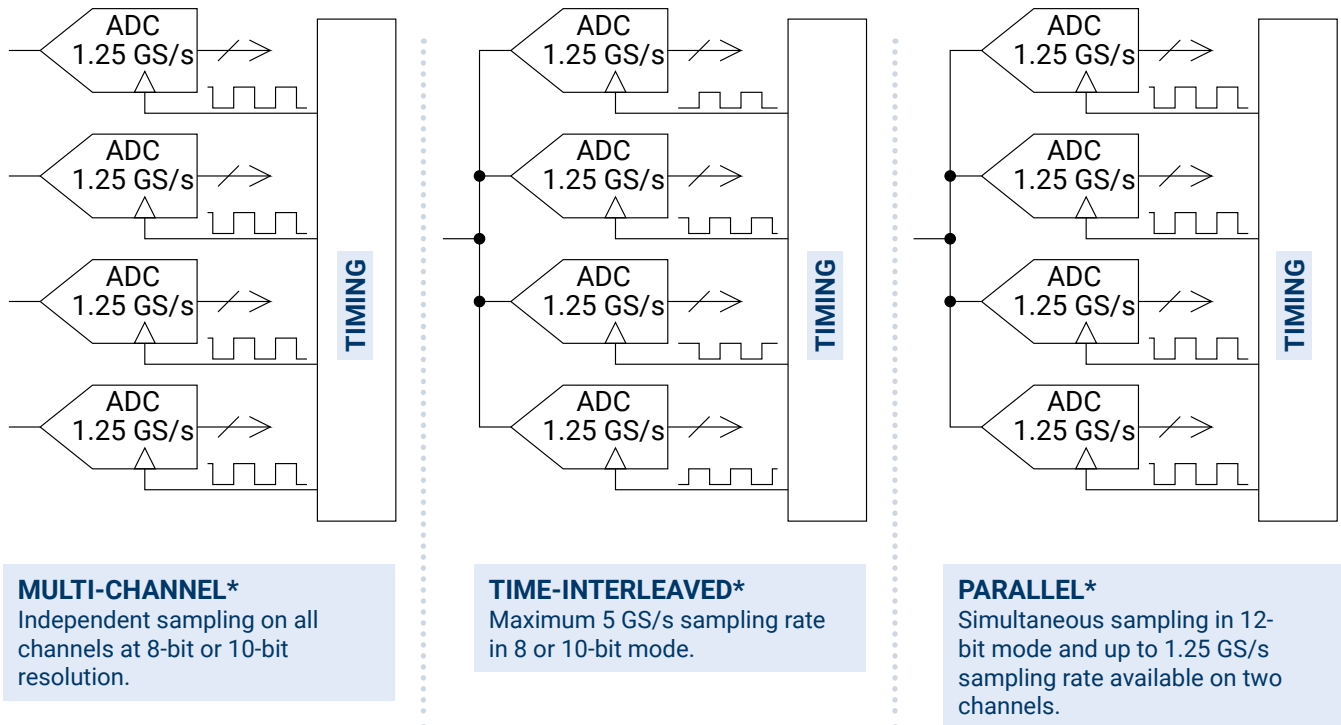 ADC
1.25 GS/s
ADC
1.25 GS/s
ADC
1.25 GS/s
ADC
1.25 GS/s
TIMING
MULTI-CHANNEL*
Independent sampling on all
channels at 8-bit or 10-bit
resolution.
ADC
1.25 GS/s
ADC
1.25 GS/s
ADC
1.25 GS/s
ADC
1.25 GS/s
TIMING
TIME-INTERLEAVED*
Maximum 5 GS/s sampling rate
in 8 or 10-bit mode.
ADC
1.25 GS/s
ADC
1.25 GS/s
ADC
1.25 GS/s
ADC
1.25 GS/s
TIMING
PARALLEL*
Simultaneous sampling in 12-
bit mode and up to 1.25 GS/s
sampling rate available on two
channels.